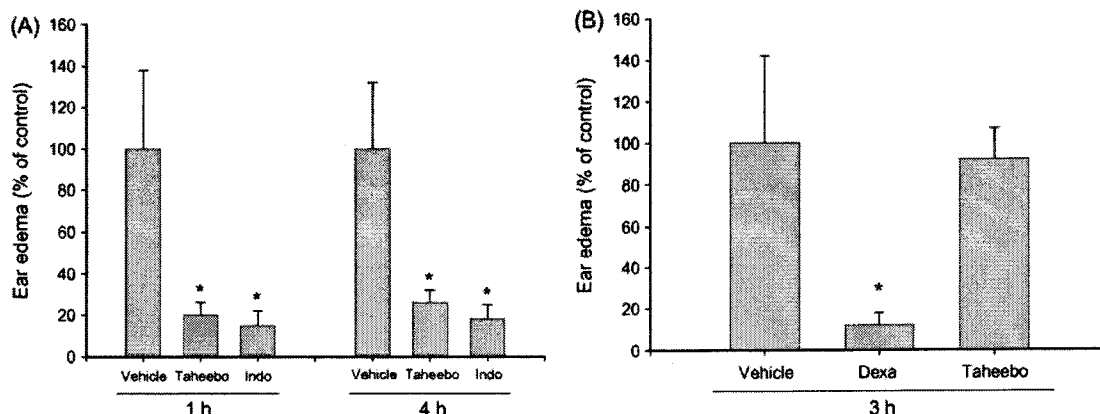 (A)
Ear edema (% of control)
160
140
120
100
80
60
40
20
0
* * * *
Vehicle Taheebo Indo Vehicle Taheebo Indo
1 h 4 h
(B)
Ear edema (% of control)
160
140
120
100
80
60
40
20
0
*
Vehicle Dexa Taheebo
3 h